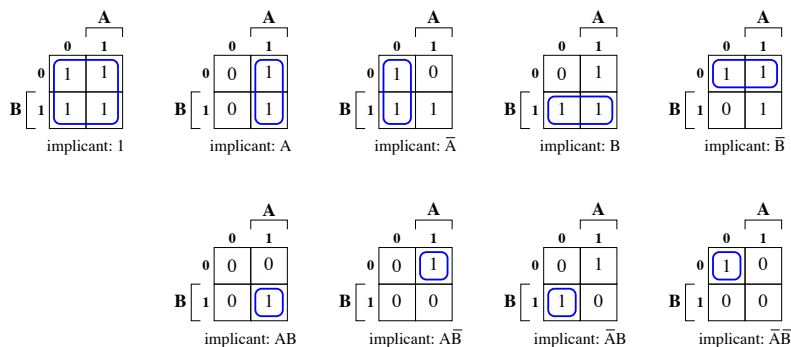 A A A A
0 1 0 1 0 1 0 1 0 1
0 1 1 0 0 1 0 1 0 0 0 1 0 1 1
B 1 1 1 B 1 0 1 B 1 1 1 B 1 1 1 B 1 0 1
implicant: 1 implicant: A implicant: A̅ implicant: B implicant: B̅
A A A A
0 1 0 1 0 1 0 1
0 0 0 0 0 1 0 0 1 0 1 0
B 1 0 1 B 1 0 0 B 1 1 0 B 1 0 0
implicant: AB implicant: AB̅ implicant: A̅B implicant: A̅B̅